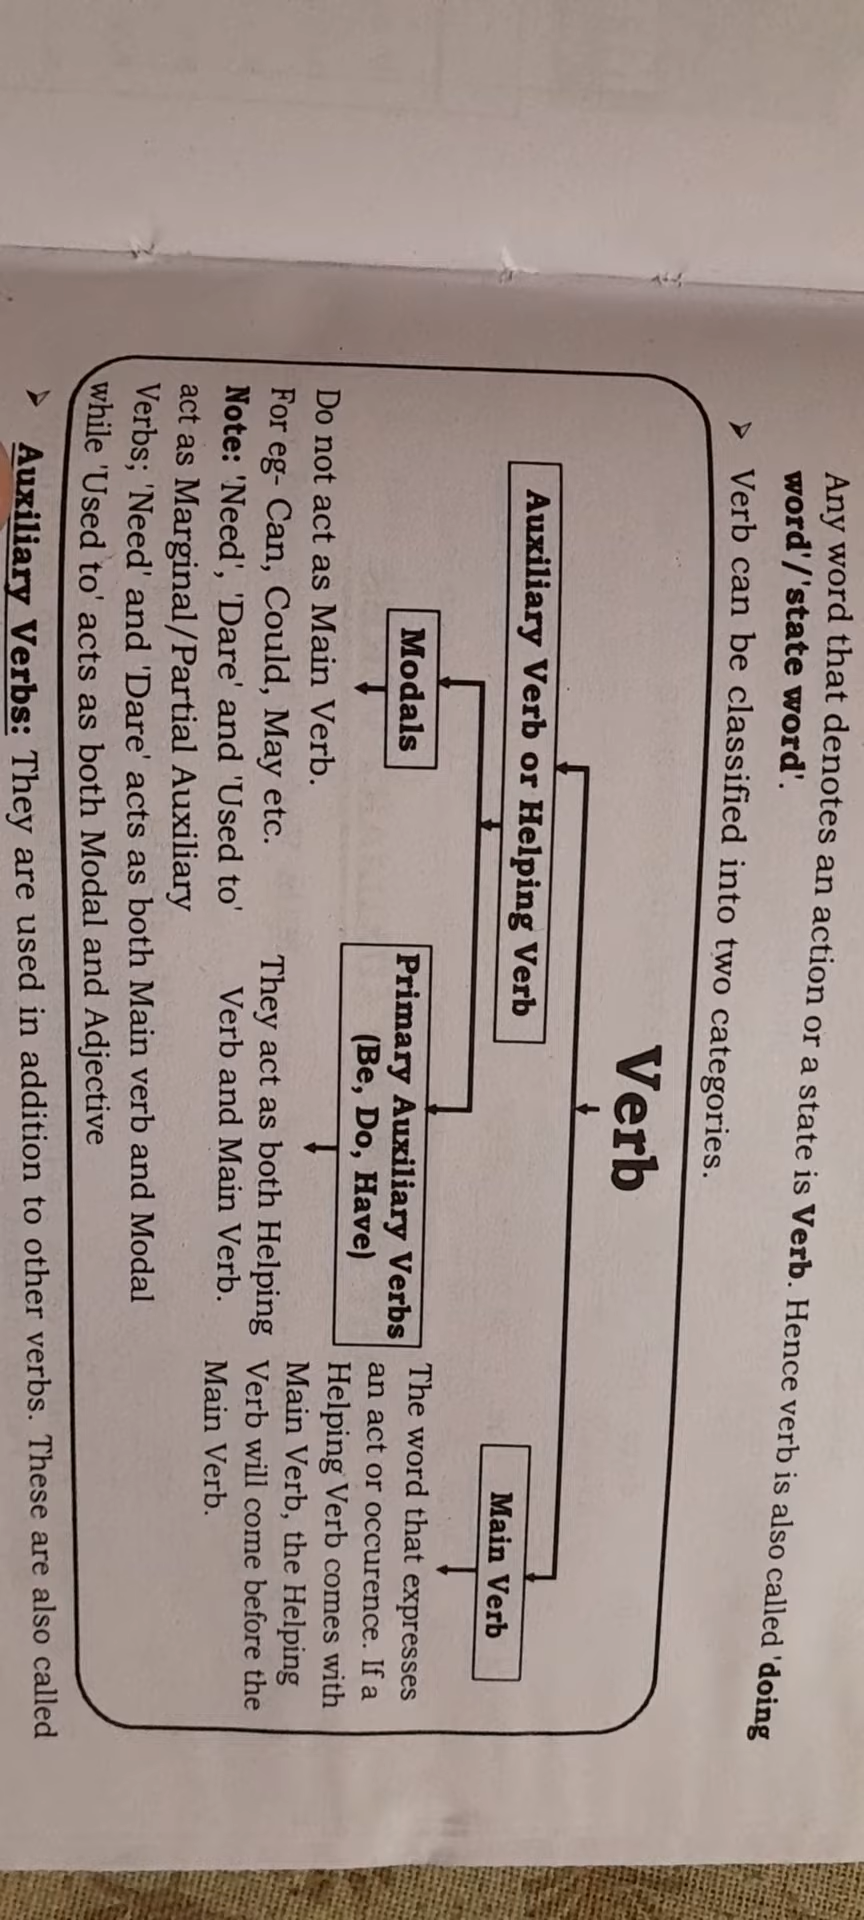 Any word that denotes an action or a state is Verb. Hence verb is also called 'doing
word'/'state word'.
➢ Verb can be classified into two categories.
Verb
Auxiliary Verb or Helping Verb
Main Verb
Modals
Primary Auxiliary Verbs
(Be, Do, Have)
Do not act as Main Verb.
For eg- Can, Could, May etc.
Note: 'Need', 'Dare' and 'Used to'
act as Marginal/Partial Auxiliary
Verbs; 'Need' and 'Dare' acts as both Main verb and Modal
while 'Used to' acts as both Modal and Adjective
They act as both Helping
Verb and Main Verb.
The word that expresses
an act or occurence. If a
Helping Verb comes with
Main Verb, the Helping
Verb will come before the
Main Verb.
➢ Auxiliary Verbs: They are used in addition to other verbs. These are also called